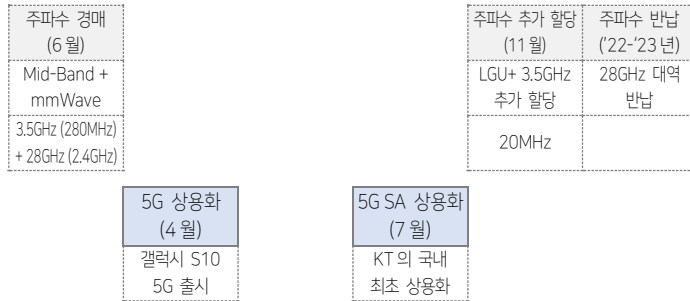 주파수 경매
(6월)
Mid-Band +
mmWave
3.5GHz (280MHz)
+ 28GHz (2.4GHz)
주파수 추가 할당
(11월)
LGU+ 3.5GHz
추가 할당
20MHz
주파수 반납
('22-'23년)
28GHz 대역
반납
5G 상용화
(4월)
갤럭시 S10
5G 출시
5G SA 상용화
(7월)
KT의 국내
최초 상용화